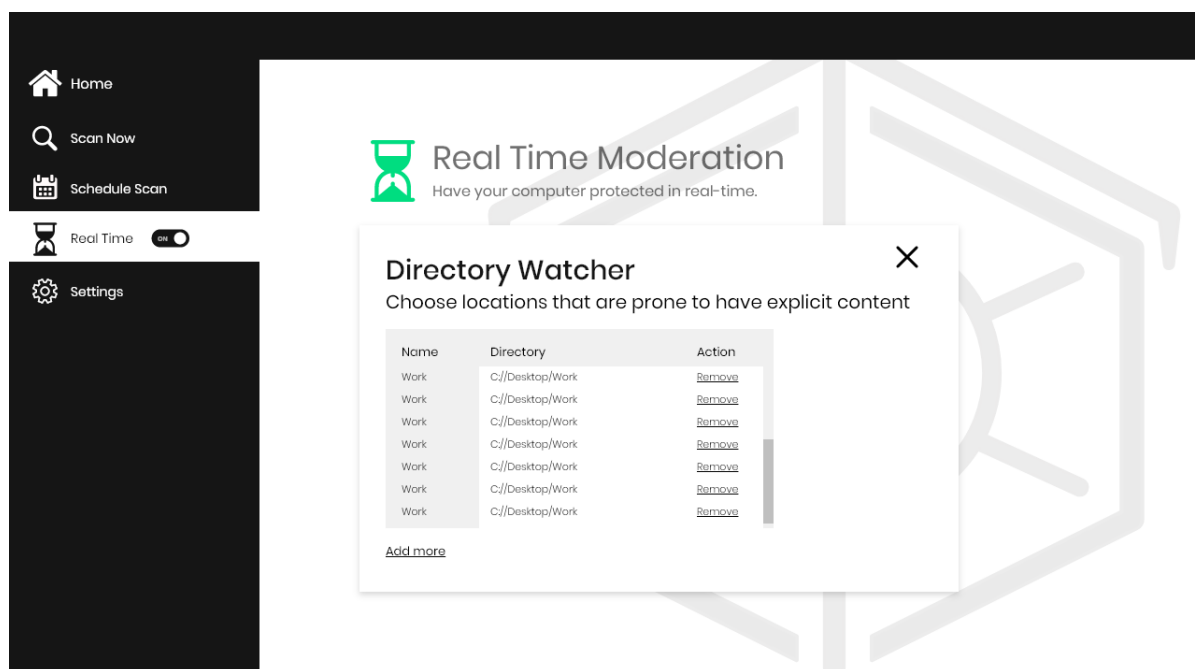 Home
Scan Now
Schedule Scan
Real Time ON
Settings
Real Time Moderation
Have your computer protected in real-time.
Directory Watcher
Choose locations that are prone to have explicit content
Name Directory Action
Work C://Desktop/Work Remove
Work C://Desktop/Work Remove
Work C://Desktop/Work Remove
Work C://Desktop/Work Remove
Work C://Desktop/Work Remove
Work C://Desktop/Work Remove
Work C://Desktop/Work Remove
Add more